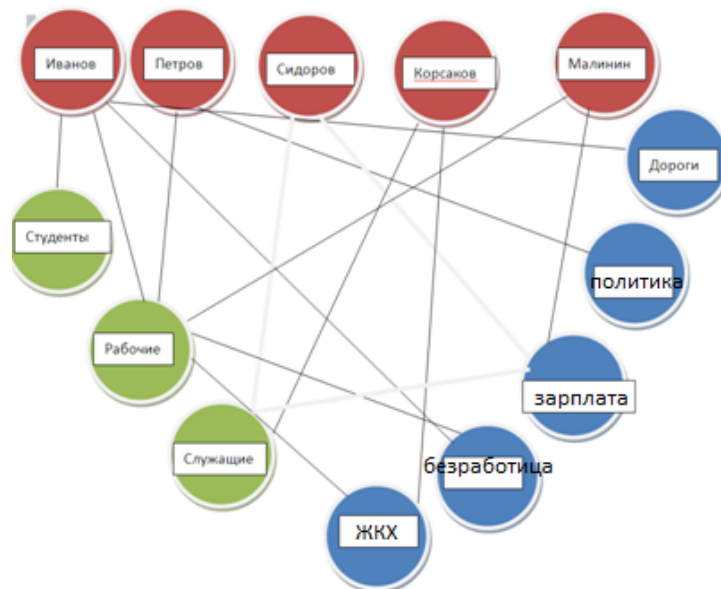 Иванов
Петров
Сидоров
Корсаков
Малинин
Дороги
Студенты
политика
Рабочие
зарплата
Служащие
безработица
ЖКХ